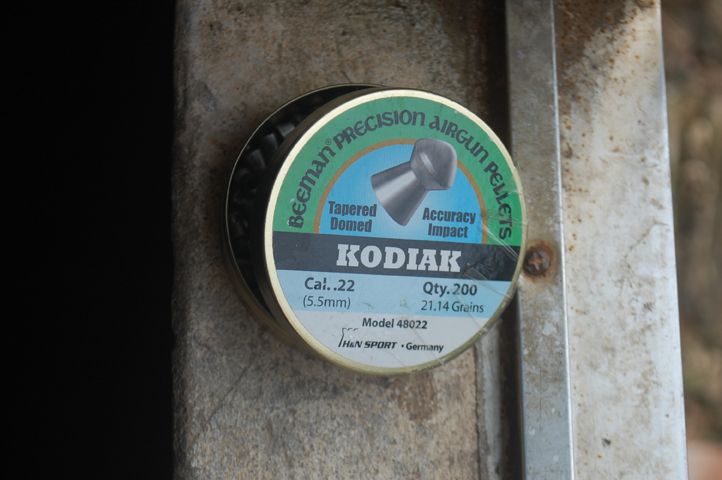 BEEMAN® PRECISION AIRGUN PELLETS
Tapered Domed
Accuracy Impact
KODIAK
Cal. .22
(5.5mm)
Qty. 200
21.14 Grains
Model 48022
H&N SPORT • Germany